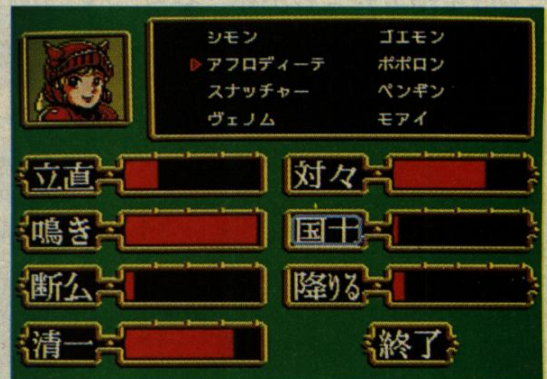 シモン ゴエモン
アフロディーテ ポポロン
スナッチャー ペンギン
ヴェノム モアイ
立直 対々
鳴き 国士
断么 降りる
清一 終了